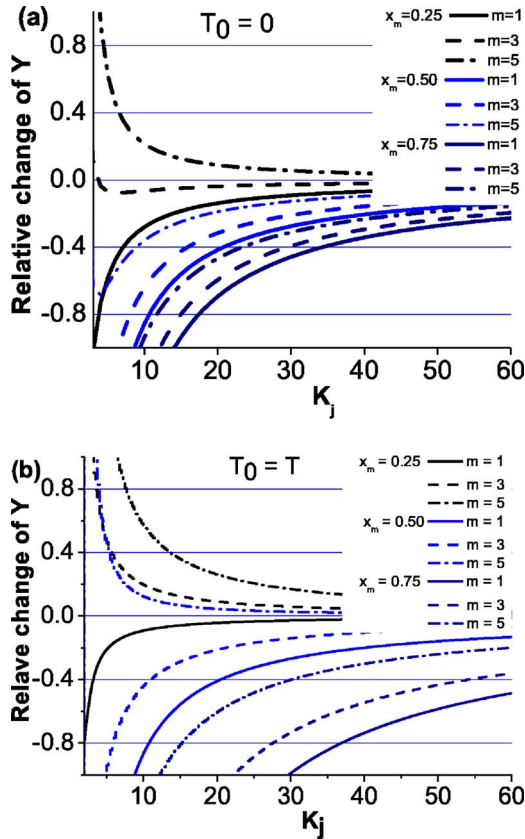 (a)
T0 = 0
xm=0.25 m=1
m=3
m=5
xm=0.50 m=1
m=3
m=5
xm=0.75 m=1
m=3
m=5
Relative change of Y
0.8
0.4
0.0
-0.4
-0.8
10 20 30 40 50 60
Kj
(b)
T0 = T
xm=0.25 m = 1
m = 3
m = 5
xm=0.50 m = 1
m = 3
m = 5
xm=0.75 m = 1
m = 3
m = 5
Relave change of Y
0.8
0.4
0.0
-0.4
-0.8
10 20 30 40 50 60
Kj